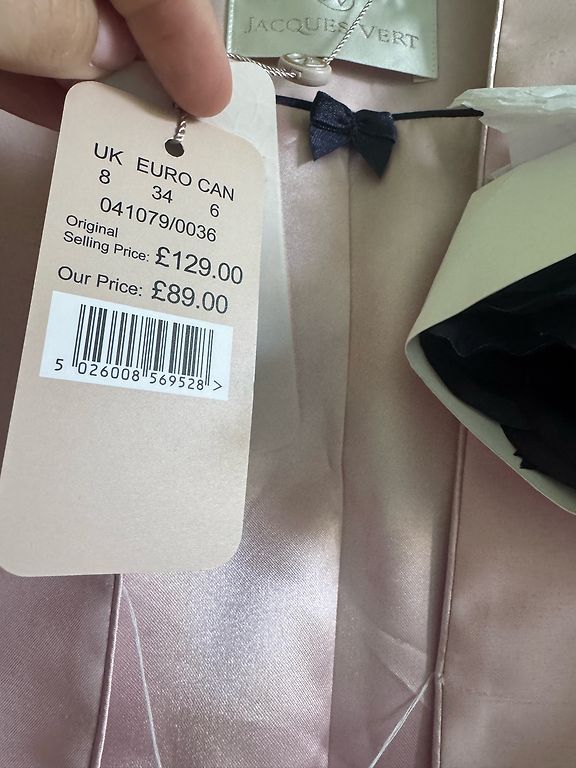 JACQUES VERT
UK EURO CAN
8 34 6
041079/0036
Original
Selling Price: £129.00
Our Price: £89.00
5 026008 569528 >